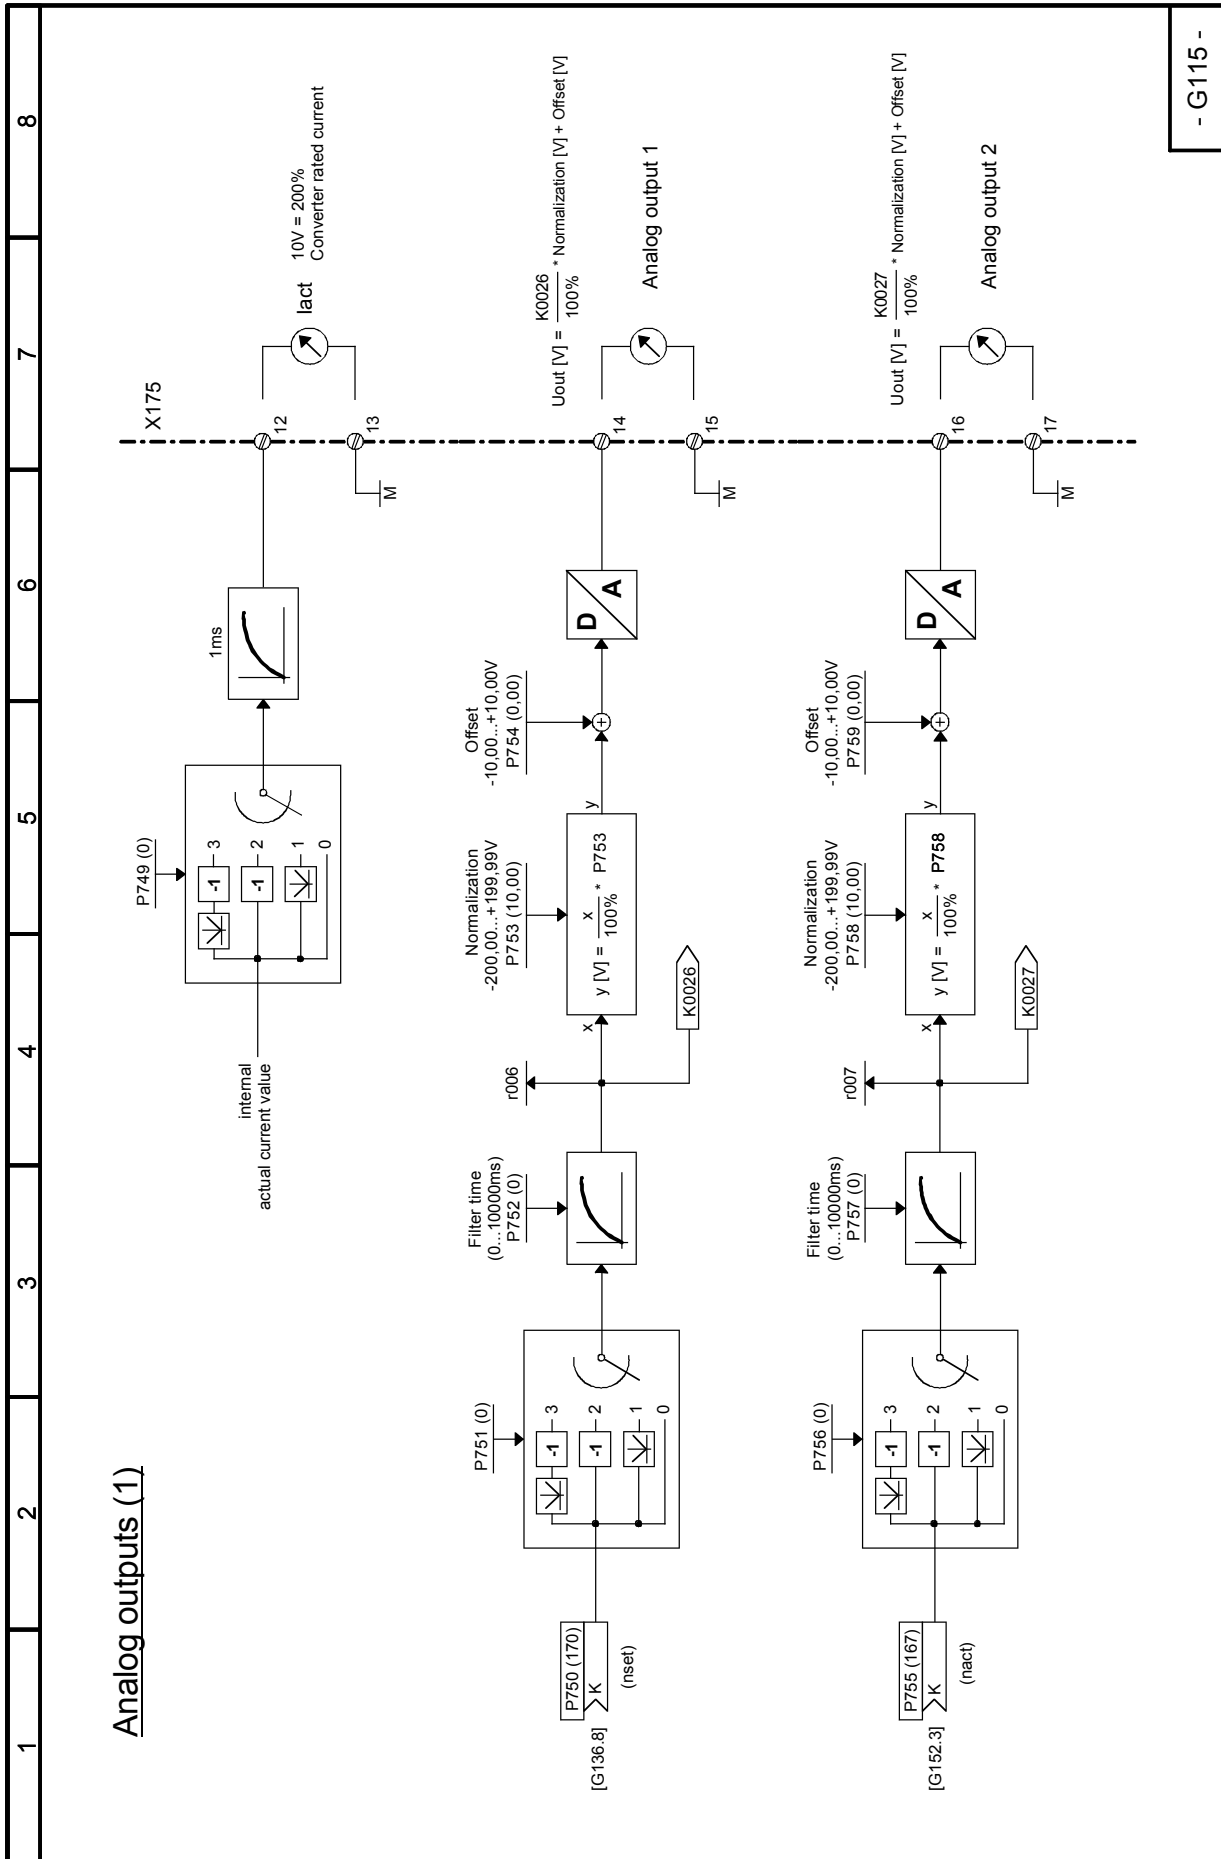 1 2 3 4 5 6 7 8
Analog outputs (1)
internal
actual current value
P749 (0)
-1 3
-1 2
1
0
1ms
X175
12
13
M
Iact
10V = 200%
Converter rated current
[G136.8]
P750 (170)
K
(nset)
P751 (0)
-1 3
-1 2
1
0
Filter time
(0...10000ms)
P752 (0)
r006
K0026
Normalization
-200,00...+199,99V
P753 (10,00)
x
y [V] = x / 100% * P753
y
Offset
-10,00...+10,00V
P754 (0,00)
+
D
A
14
15
M
Uout [V] = K0026 / 100% * Normalization [V] + Offset [V]
Analog output 1
[G152.3]
P755 (167)
K
(nact)
P756 (0)
-1 3
-1 2
1
0
Filter time
(0...10000ms)
P757 (0)
r007
K0027
Normalization
-200,00...+199,99V
P758 (10,00)
x
y [V] = x / 100% * P758
y
Offset
-10,00...+10,00V
P759 (0,00)
+
D
A
16
17
M
Uout [V] = K0027 / 100% * Normalization [V] + Offset [V]
Analog output 2
- G115 -